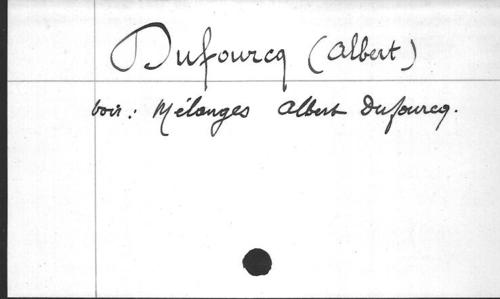 Dufourcq (Albert)
voir : Mélanges Albert Dufourcq.